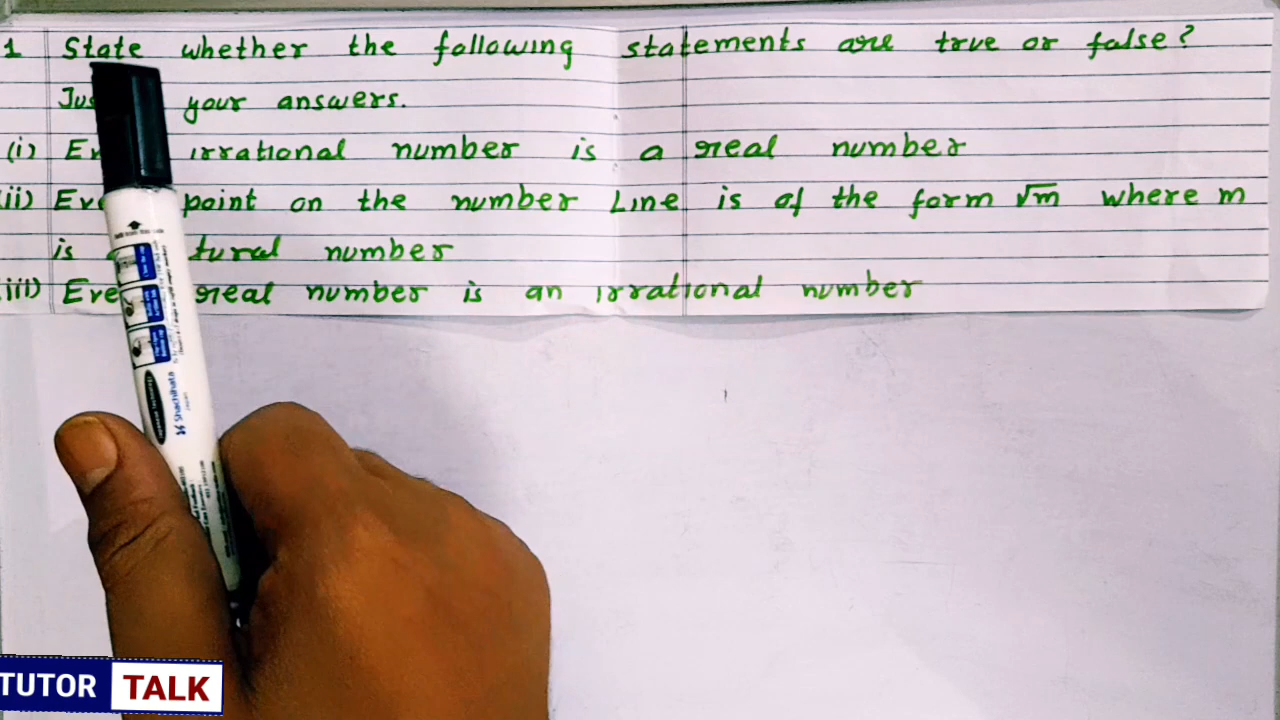 1 State whether the following statements are true or false?
Jus your answers.
(i) Ev irrational number is a real number
ii) Eve point on the number Line is of the form √m where m
is tural number
iii) Eve real number is an irrational number
Shachihata
TUTOR TALK